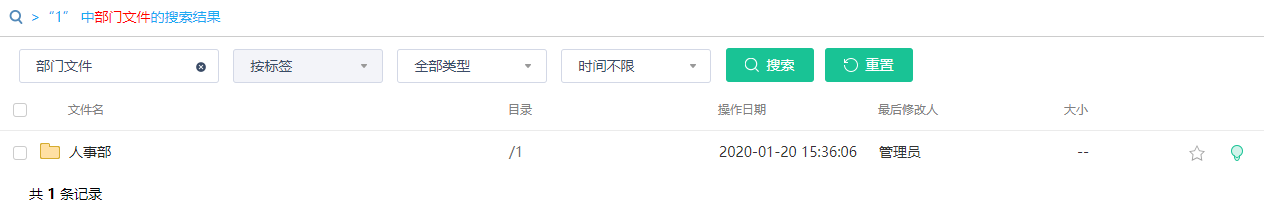 > “1” 中部门文件的搜索结果
部门文件 按标签 全部类型 时间不限 搜索 重置
文件名 目录 操作日期 最后修改人 大小
人事部 /1 2020-01-20 15:36:06 管理员 --
共 1 条记录